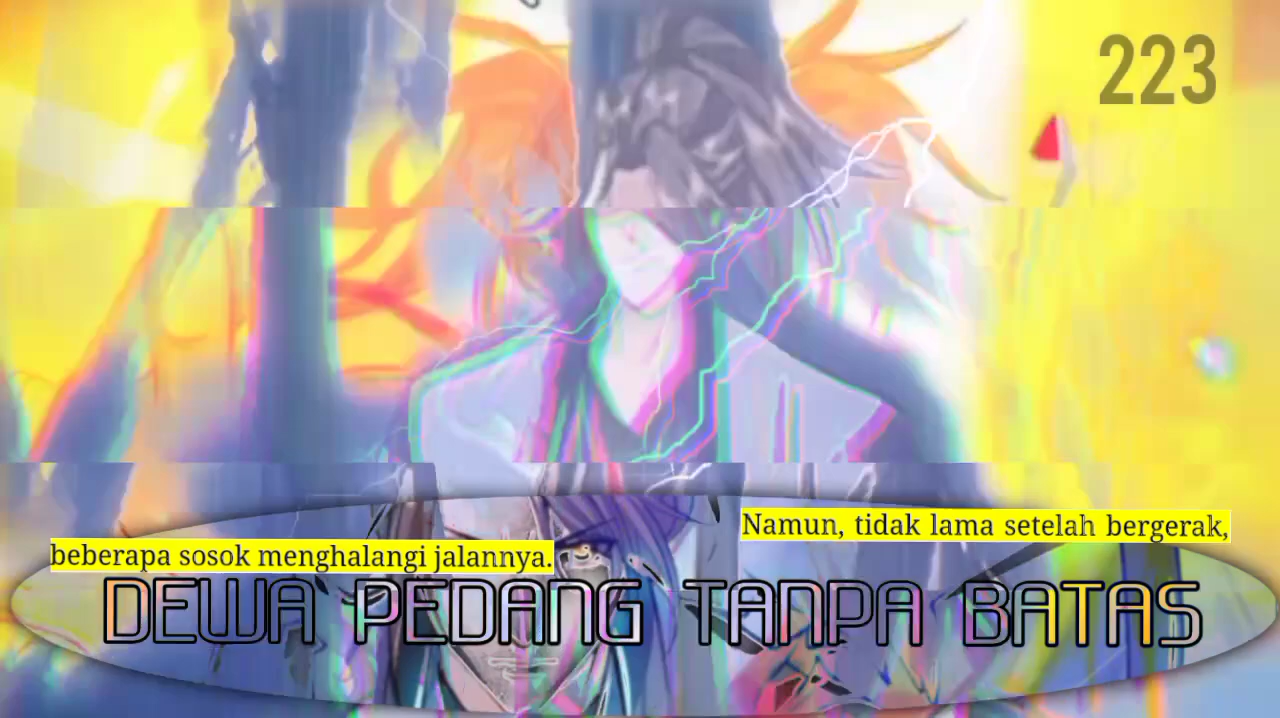 223
Namun, tidak lama setelah bergerak,
beberapa sosok menghalangi jalannya.
DEWA PEDANG TANPA BATAS